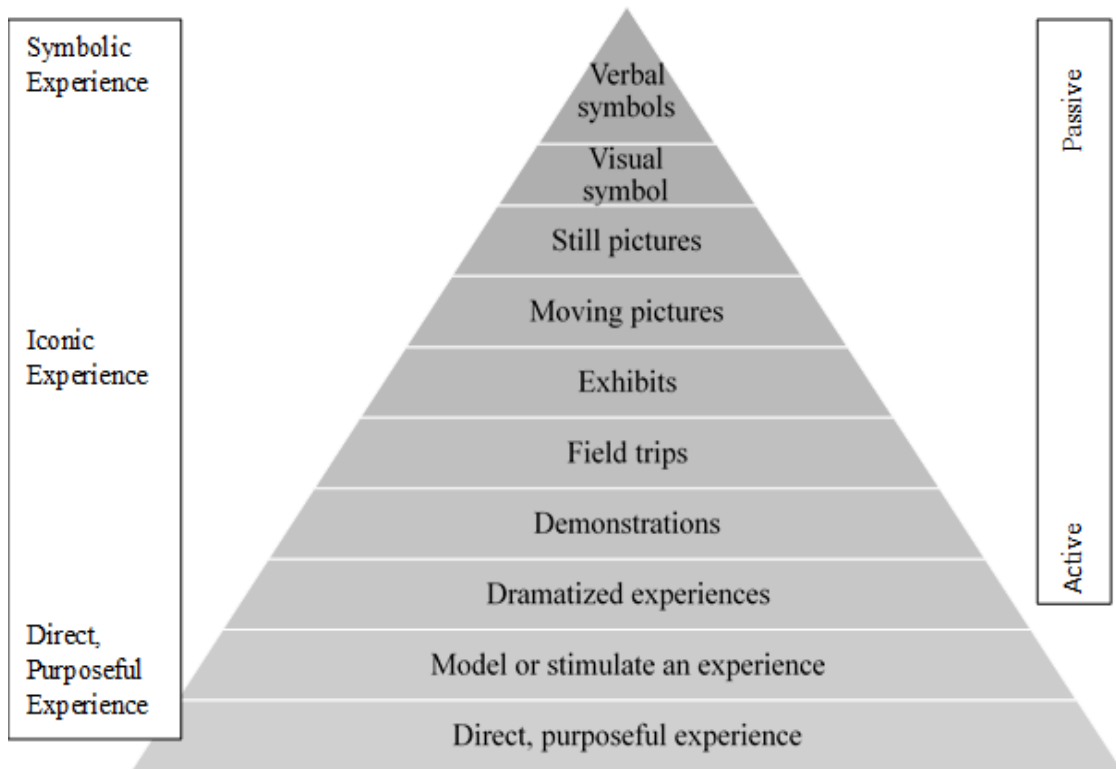 Symbolic
Experience
Iconic
Experience
Direct,
Purposeful
Experience
Verbal
symbols
Visual
symbol
Still pictures
Moving pictures
Exhibits
Field trips
Demonstrations
Dramatized experiences
Model or stimulate an experience
Direct, purposeful experience
Passive
Active